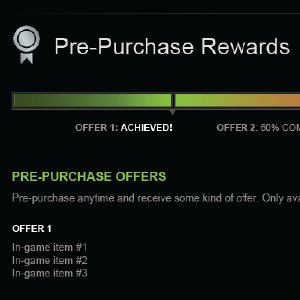 Pre-Purchase Rewards
OFFER 1: ACHIEVED! OFFER 2: 60% COM
PRE-PURCHASE OFFERS
Pre-purchase anytime and receive some kind of offer. Only ava
OFFER 1
In-game item #1
In-game item #2
In-game item #3